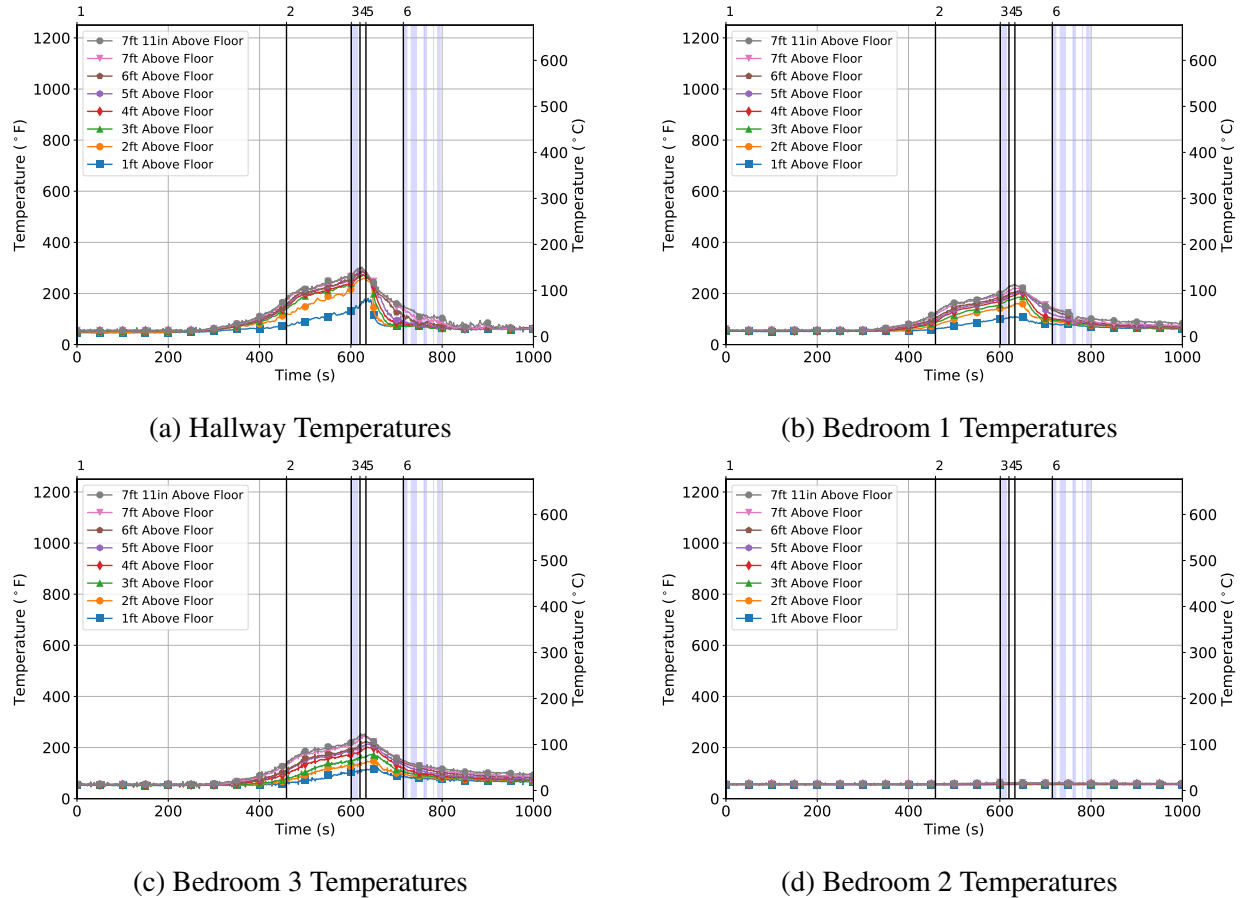 1 2 3 4 5 6
1200
1000
800
600
400
200
0
Temperature (°F)
7ft 11in Above Floor
7ft Above Floor
6ft Above Floor
5ft Above Floor
4ft Above Floor
3ft Above Floor
2ft Above Floor
1ft Above Floor
600
500
400
300
200
100
0
Temperature (°C)
0 200 400 600 800 1000
Time (s)
(a) Hallway Temperatures
1 2 3 4 5 6
1200
1000
800
600
400
200
0
Temperature (°F)
7ft 11in Above Floor
7ft Above Floor
6ft Above Floor
5ft Above Floor
4ft Above Floor
3ft Above Floor
2ft Above Floor
1ft Above Floor
600
500
400
300
200
100
0
Temperature (°C)
0 200 400 600 800 1000
Time (s)
(b) Bedroom 1 Temperatures
1 2 3 4 5 6
1200
1000
800
600
400
200
0
Temperature (°F)
7ft 11in Above Floor
7ft Above Floor
6ft Above Floor
5ft Above Floor
4ft Above Floor
3ft Above Floor
2ft Above Floor
1ft Above Floor
600
500
400
300
200
100
0
Temperature (°C)
0 200 400 600 800 1000
Time (s)
(c) Bedroom 3 Temperatures
1 2 3 4 5 6
1200
1000
800
600
400
200
0
Temperature (°F)
7ft 11in Above Floor
7ft Above Floor
6ft Above Floor
5ft Above Floor
4ft Above Floor
3ft Above Floor
2ft Above Floor
1ft Above Floor
600
500
400
300
200
100
0
Temperature (°C)
0 200 400 600 800 1000
Time (s)
(d) Bedroom 2 Temperatures